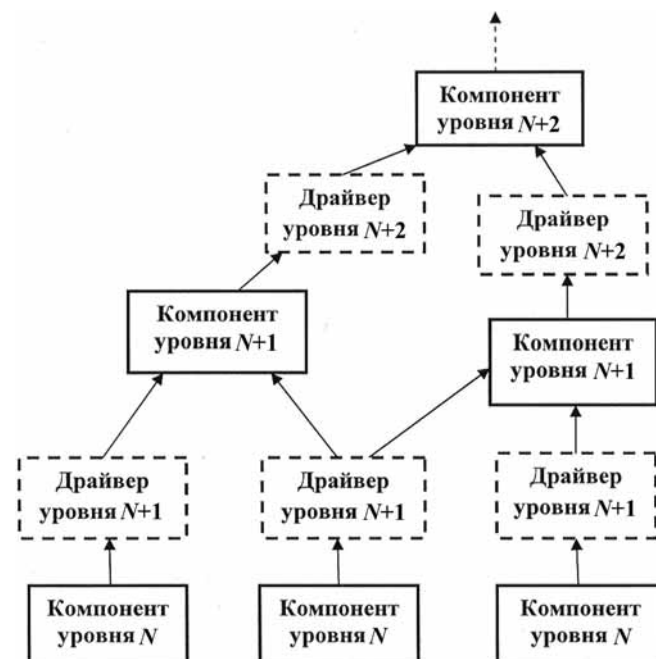 Компонент
уровня N+2
Драйвер
уровня N+2
Драйвер
уровня N+2
Компонент
уровня N+1
Компонент
уровня N+1
Драйвер
уровня N+1
Драйвер
уровня N+1
Драйвер
уровня N+1
Компонент
уровня N
Компонент
уровня N
Компонент
уровня N